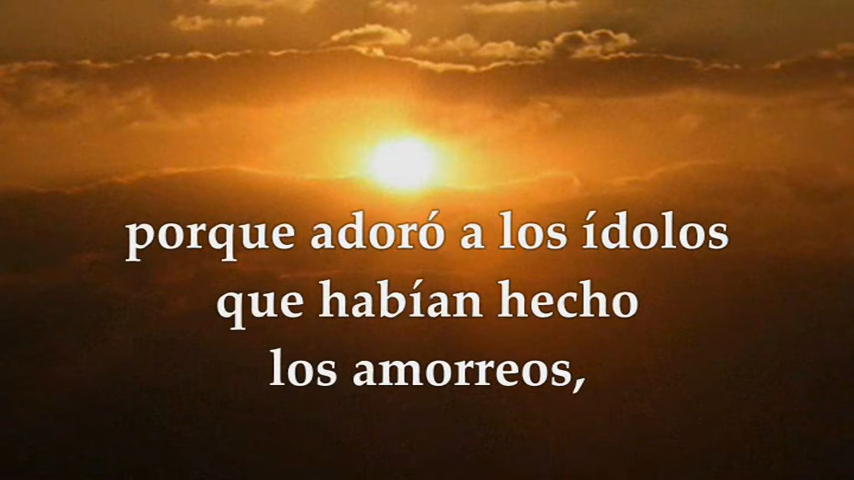 porque adoró a los ídolos
que habían hecho
los amorreos,